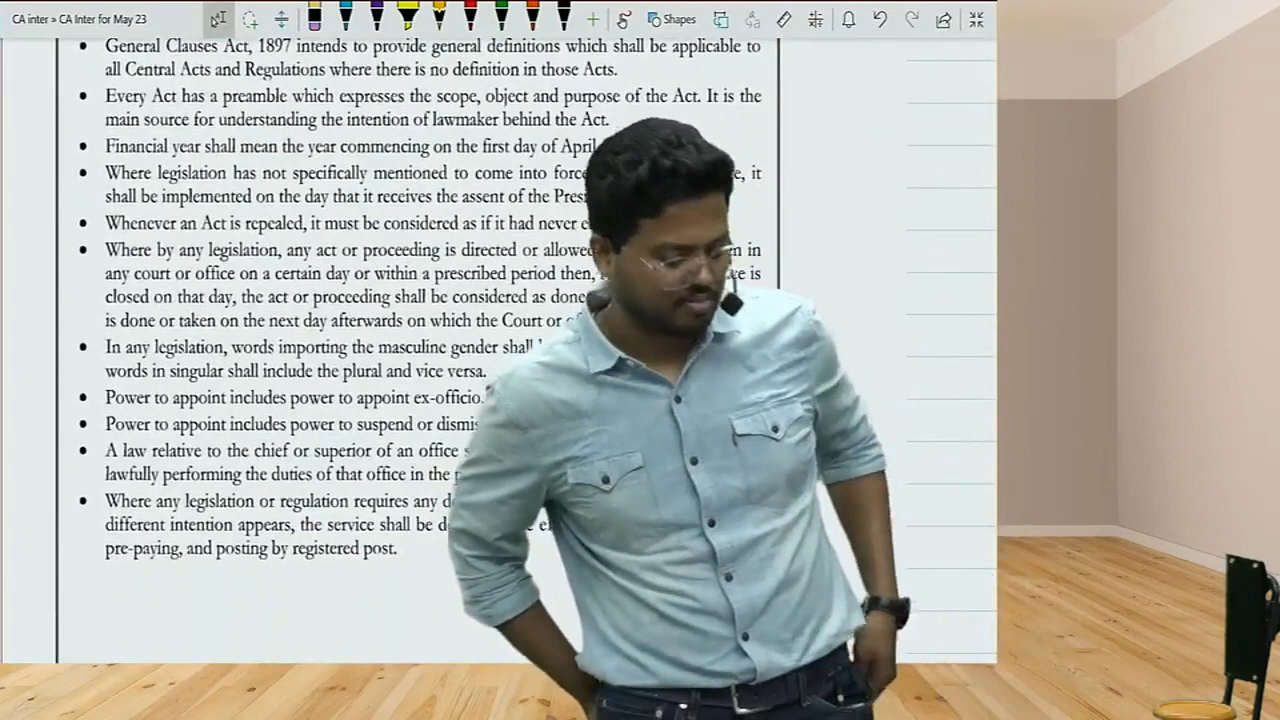 CA inter » CA Inter for May 23
Shapes
• General Clauses Act, 1897 intends to provide general definitions which shall be applicable to
all Central Acts and Regulations where there is no definition in those Acts.
• Every Act has a preamble which expresses the scope, object and purpose of the Act. It is the
main source for understanding the intention of lawmaker behind the Act.
• Financial year shall mean the year commencing on the first day of April
• Where legislation has not specifically mentioned to come into force it
shall be implemented on the day that it receives the assent of the
• Whenever an Act is repealed, it must be considered as if it had never
• Where by any legislation, any act or proceeding is directed or allowed in
any court or office on a certain day or within a prescribed period then, is
closed on that day, the act or proceeding shall be considered as done
is done or taken on the next day afterwards on which the Court or
• In any legislation, words importing the masculine gender shall
words in singular shall include the plural and vice versa.
• Power to appoint includes power to appoint ex-officio.
• Power to appoint includes power to suspend or
• A law relative to the chief or superior of an office
lawfully performing the duties of that office in the
• Where any legislation or regulation requires any
different intention appears, the service shall be
pre-paying, and posting by registered post.